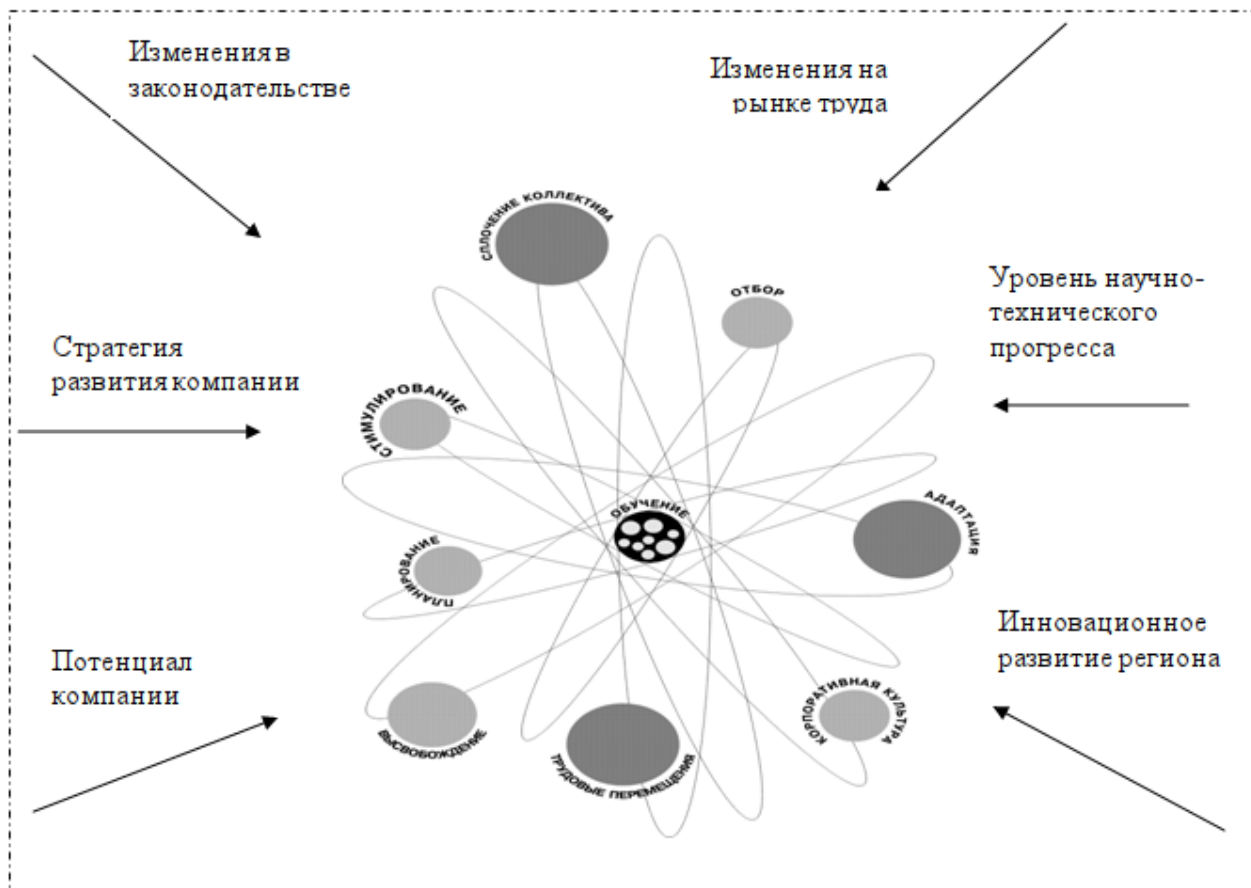 Изменения в
законодательстве
Изменения на
рынке труда
СПЛОЧЕНИЕ КОЛЛЕКТИВА
ОТБОР
Уровень научно-
технического
прогресса
Стратегия
развития компании
СТИМУЛИРОВАНИЕ
ОБУЧЕНИЕ
АДАПТАЦИЯ
ПЛАНИРОВАНИЕ
Инновационное
развитие региона
Потенциал
компании
КОРПОРАТИВНАЯ КУЛЬТУРА
ВЫСВОБОЖДЕНИЕ
ТРУДОВЫЕ ПЕРЕМЕЩЕНИЯ